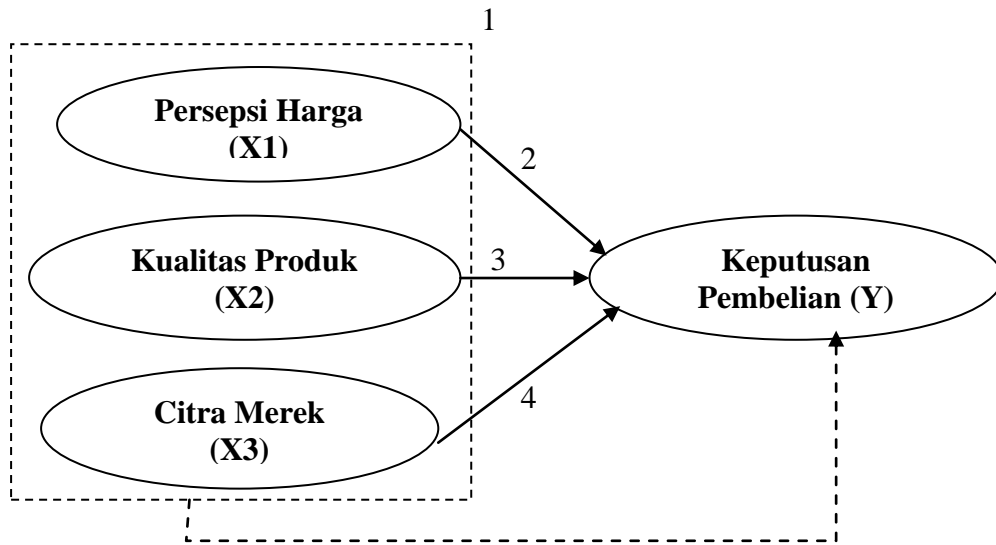 1
Persepsi Harga
(X1)
2
Kualitas Produk
(X2)
3
Keputusan
Pembelian (Y)
Citra Merek
(X3)
4